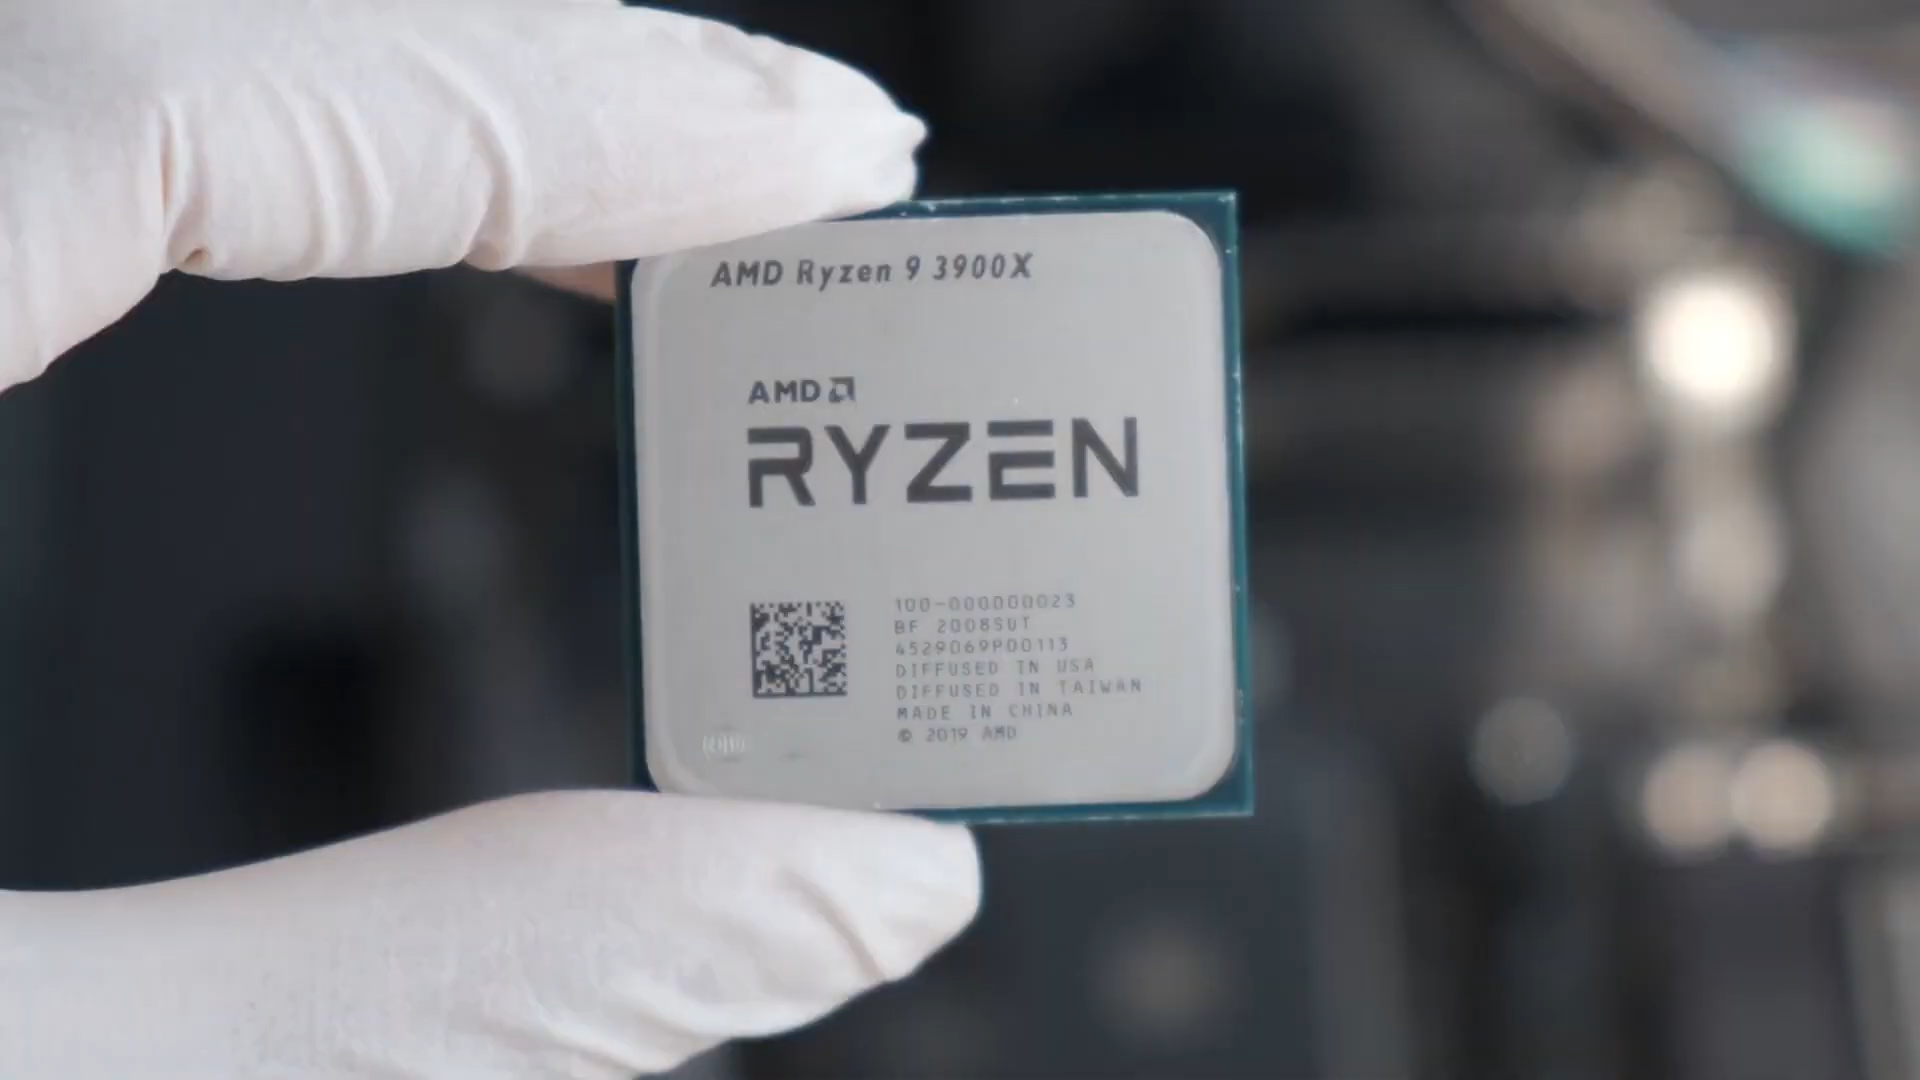 AMD Ryzen 9 3900X
AMD
RYZEN
100-000000023
BF 2008SUT
4529069P00113
DIFFUSED IN USA
DIFFUSED IN TAIWAN
MADE IN CHINA
© 2019 AMD